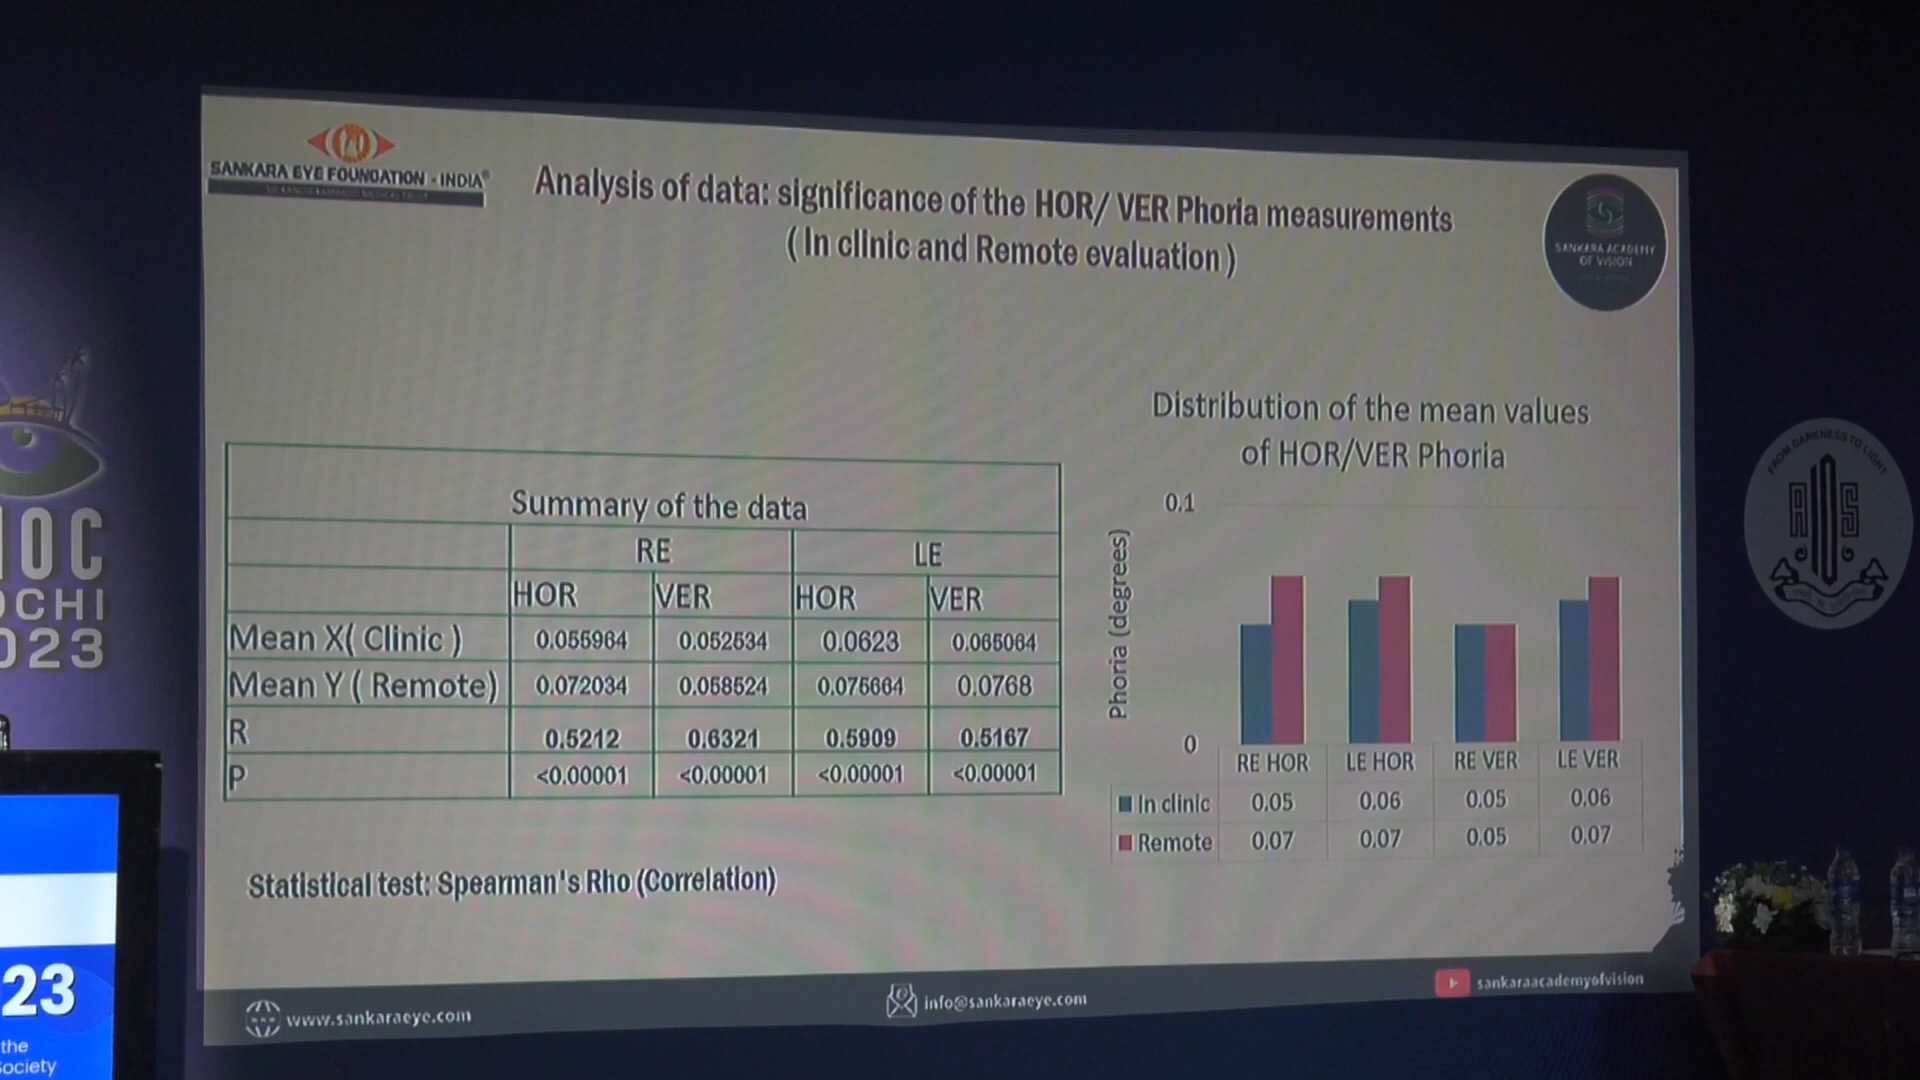 SANKARA EYE FOUNDATION - INDIA®
Analysis of data: significance of the HOR/ VER Phoria measurements
( In clinic and Remote evaluation )
SANKARA ACADEMY
OF VISION
Distribution of the mean values
of HOR/VER Phoria
Summary of the data
RE LE
HOR VER HOR VER
Mean X( Clinic ) 0.055964 0.052534 0.0623 0.065064
Mean Y ( Remote) 0.072034 0.058524 0.075664 0.0768
R 0.5212 0.6321 0.5909 0.5167
P <0.00001 <0.00001 <0.00001 <0.00001
Statistical test: Spearman's Rho (Correlation)
0.1
Phoria (degrees)
0
RE HOR LE HOR RE VER LE VER
In clinic 0.05 0.06 0.05 0.06
Remote 0.07 0.07 0.05 0.07
www.sankaraeye.com
info@sankaraeye.com
sankaraacademyofvision
OC
OCHI
023
23
the
Society
FROM DARKNESS TO LIGHT
AIOS